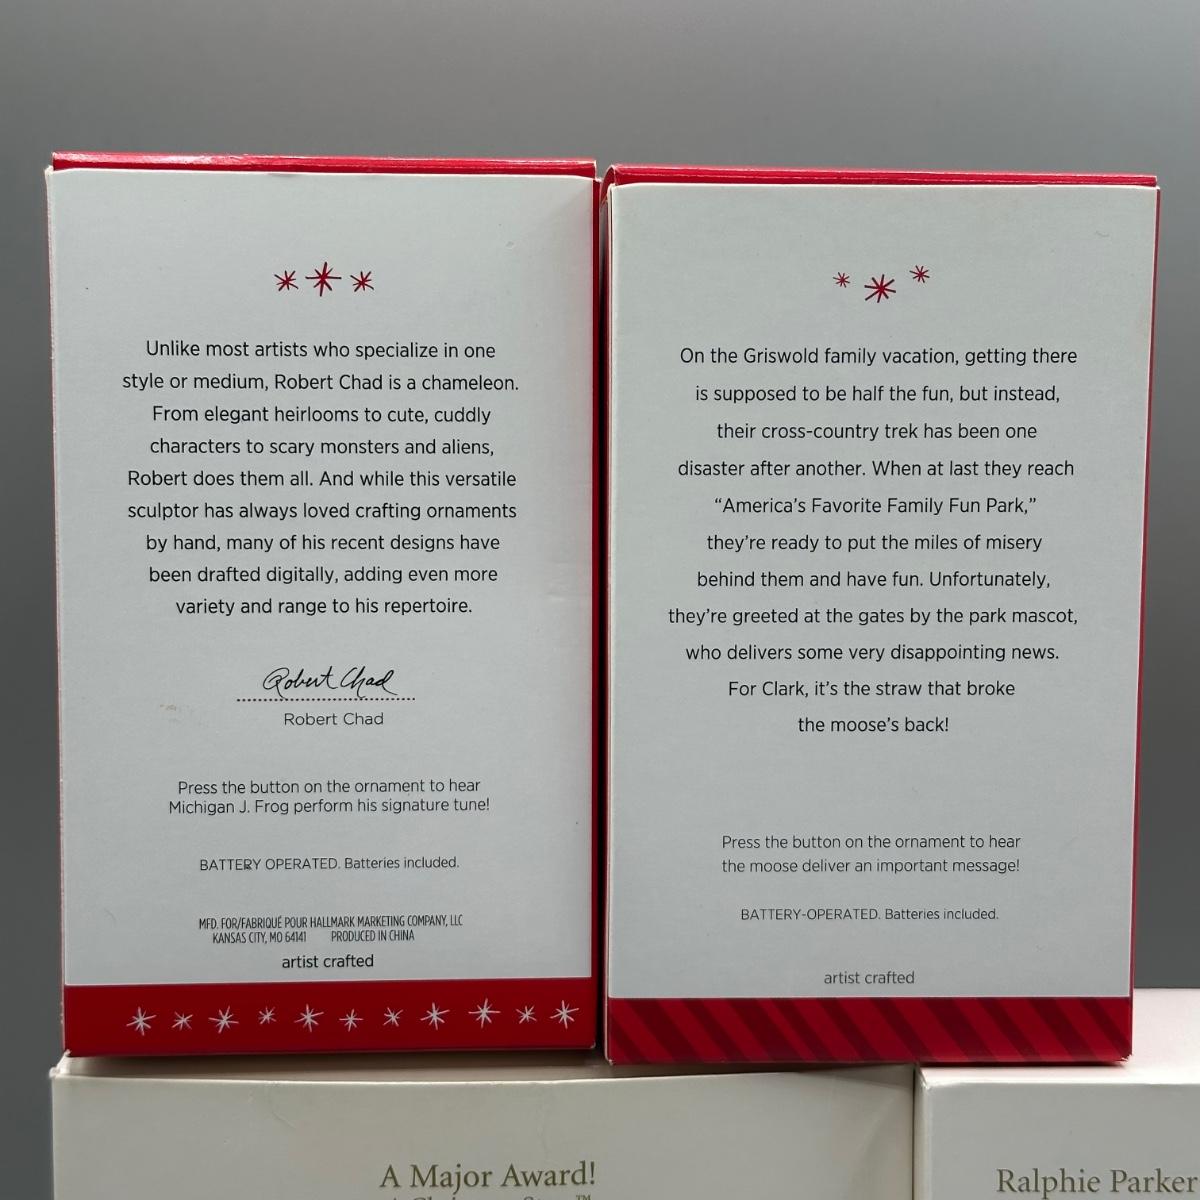 Unlike most artists who specialize in one
style or medium, Robert Chad is a chameleon.
From elegant heirlooms to cute, cuddly
characters to scary monsters and aliens,
Robert does them all. And while this versatile
sculptor has always loved crafting ornaments
by hand, many of his recent designs have
been drafted digitally, adding even more
variety and range to his repertoire.
Robert Chad
Robert Chad
Press the button on the ornament to hear
Michigan J. Frog perform his signature tune!
BATTERY OPERATED. Batteries included.
MFD. FOR/FABRIQUÉ POUR HALLMARK MARKETING COMPANY, LLC
KANSAS CITY, MO 64141 PRODUCED IN CHINA
artist crafted
On the Griswold family vacation, getting there
is supposed to be half the fun, but instead,
their cross-country trek has been one
disaster after another. When at last they reach
“America’s Favorite Family Fun Park,”
they’re ready to put the miles of misery
behind them and have fun. Unfortunately,
they’re greeted at the gates by the park mascot,
who delivers some very disappointing news.
For Clark, it’s the straw that broke
the moose’s back!
Press the button on the ornament to hear
the moose deliver an important message!
BATTERY-OPERATED. Batteries included.
artist crafted
A Major Award!
Ralphie Parker